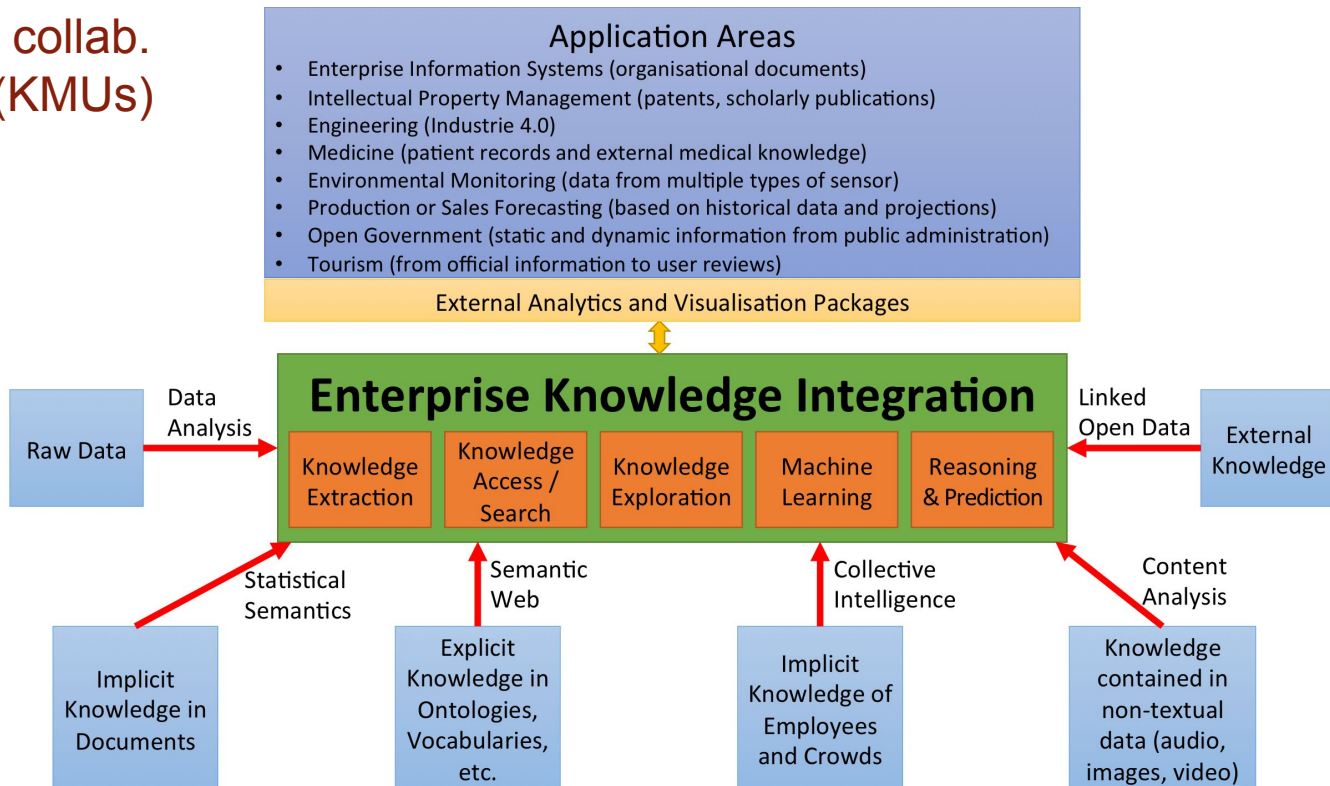 collab.
(KMUs)
Application Areas
• Enterprise Information Systems (organisational documents)
• Intellectual Property Management (patents, scholarly publications)
• Engineering (Industrie 4.0)
• Medicine (patient records and external medical knowledge)
• Environmental Monitoring (data from multiple types of sensor)
• Production or Sales Forecasting (based on historical data and projections)
• Open Government (static and dynamic information from public administration)
• Tourism (from official information to user reviews)
External Analytics and Visualisation Packages
Enterprise Knowledge Integration
Knowledge
Extraction
Knowledge
Access /
Search
Knowledge
Exploration
Machine
Learning
Reasoning
& Prediction
Raw Data
Data
Analysis
Linked
Open Data
External
Knowledge
Statistical
Semantics
Semantic
Web
Collective
Intelligence
Content
Analysis
Implicit
Knowledge in
Documents
Explicit
Knowledge in
Ontologies,
Vocabularies,
etc.
Implicit
Knowledge of
Employees
and Crowds
Knowledge
contained in
non-textual
data (audio,
images, video)